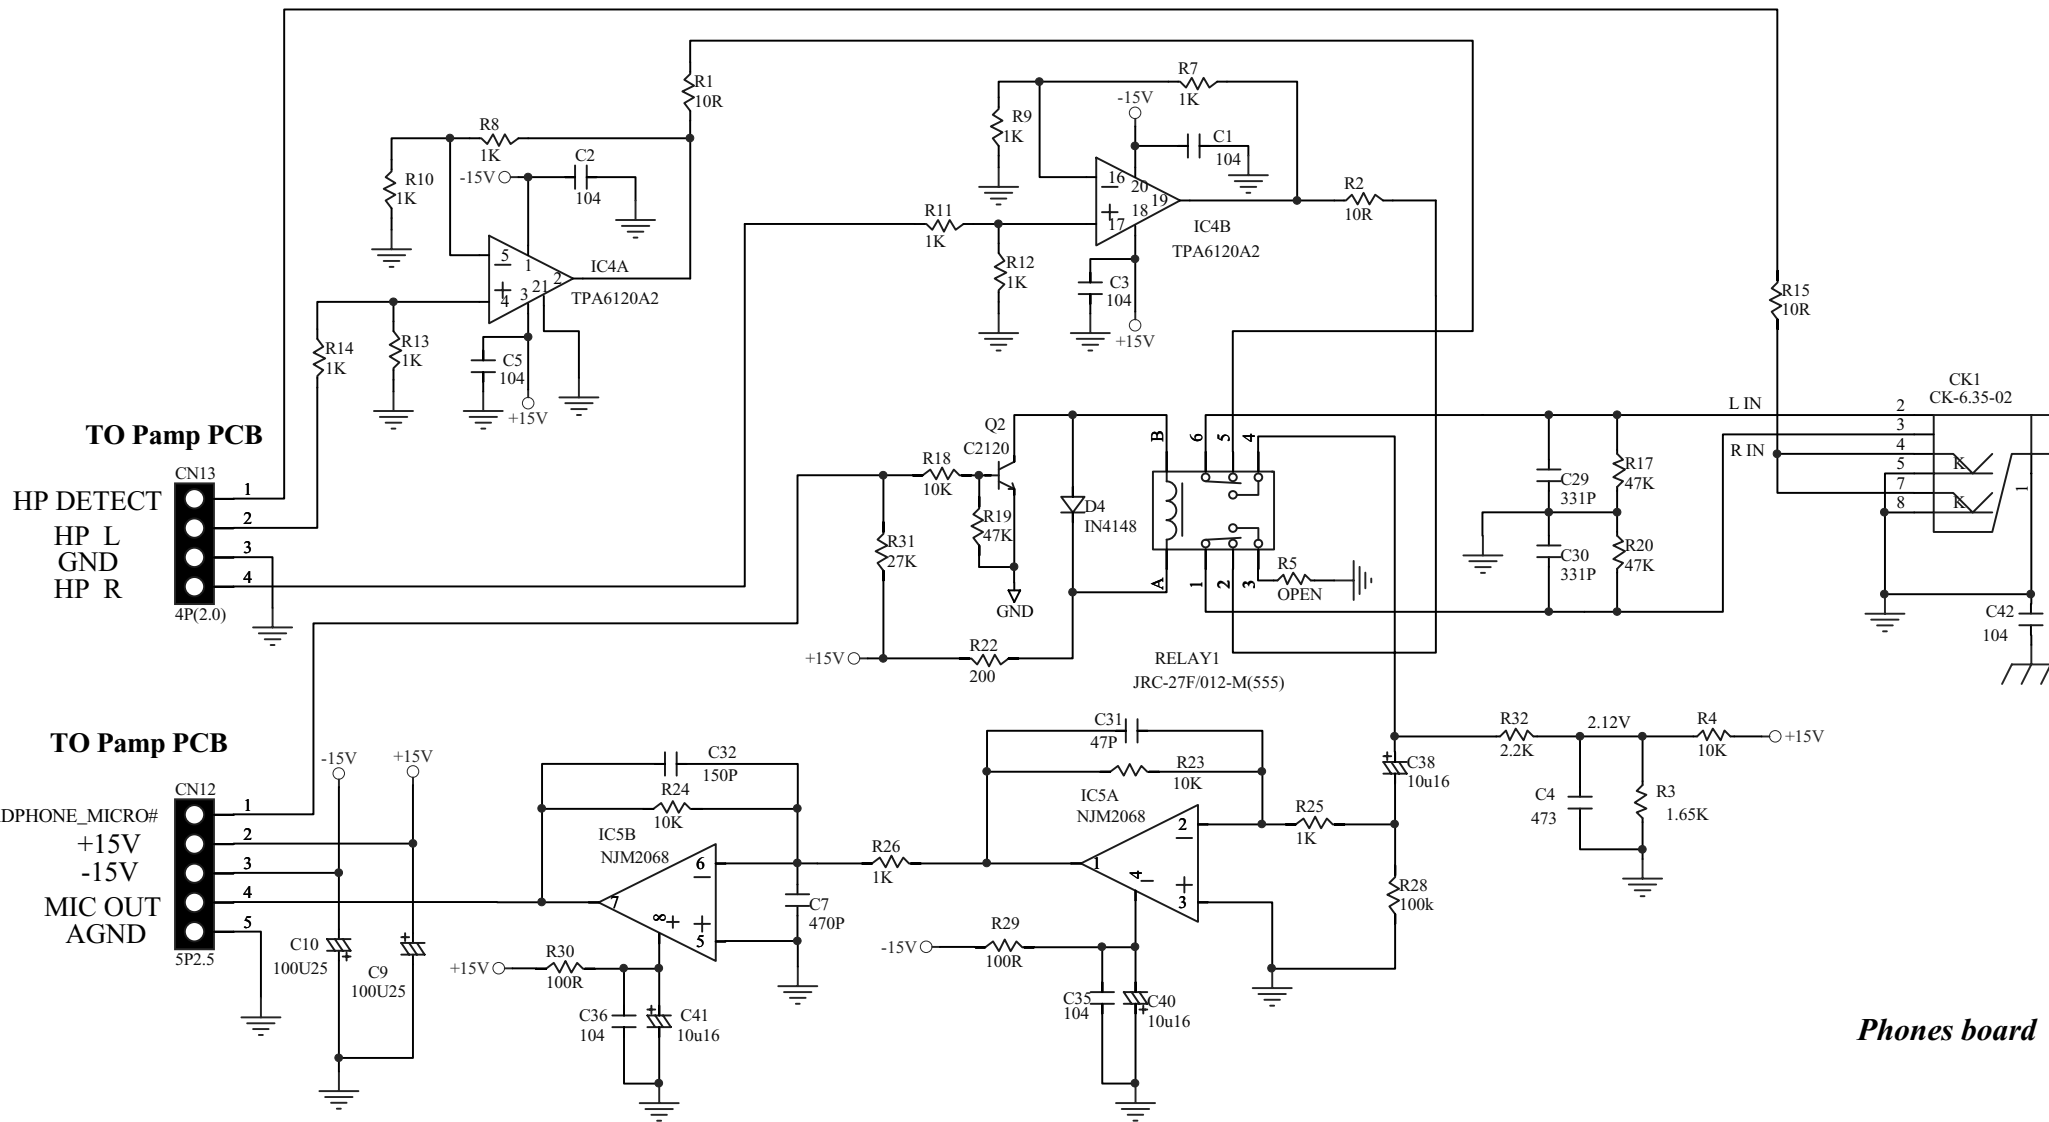 R1
10R
R7
1K
-15V
R9
1K
C1
104
R8
1K
C2
104
-15V
R10
1K
16
20
19
18
17
R2
10R
R11
1K
IC4B
TPA6120A2
5
1
2
21
3
4
IC4A
TPA6120A2
R12
1K
C3
104
+15V
R15
10R
R14
1K
R13
1K
C5
104
+15V
CK1
CK-6.35-02
L IN
R IN
2
3
4
5
7
8
K
K
1
TO Pamp PCB
CN13
HP DETECT
1
HP L
2
GND
3
HP R
4
4P(2.0)
Q2
C2120
R18
10K
R19
47K
R31
27K
GND
D4
IN4148
B
6
5
4
A
1
2
3
R5
OPEN
C29
331P
R17
47K
C30
331P
R20
47K
C42
104
+15V
R22
200
RELAY1
JRC-27F/012-M(555)
TO Pamp PCB
-15V
+15V
C32
150P
R24
10K
C31
47P
R23
10K
R32
2.2K
2.12V
R4
10K
+15V
C38
10u16
C4
473
R3
1.65K
CN12
DPHONE_MICRO#
1
+15V
2
-15V
3
MIC OUT
4
AGND
5
5P2.5
IC5B
NJM2068
6
7
8
5
R26
1K
C7
470P
IC5A
NJM2068
2
1
4
3
R25
1K
R28
100k
C10
100U25
C9
100U25
+15V
R30
100R
-15V
R29
100R
C36
104
C41
10u16
C35
104
C40
10u16
Phones board